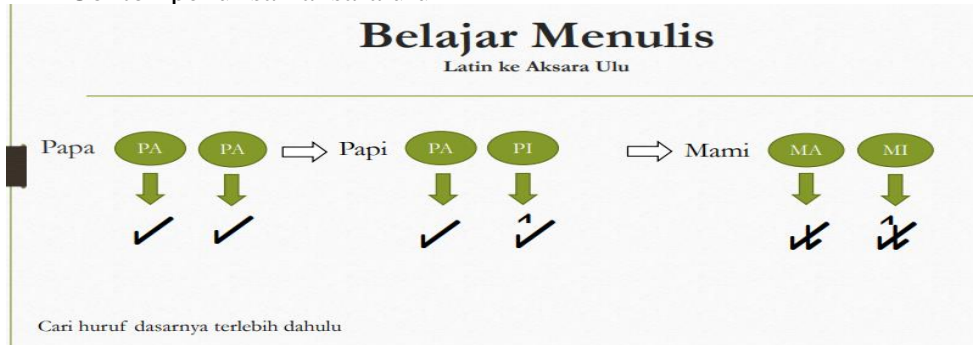 Belajar Menulis
Latin ke Aksara Ulu
Papa PA PA Papi PA PI Mami MA MI
Cari huruf dasarnya terlebih dahulu